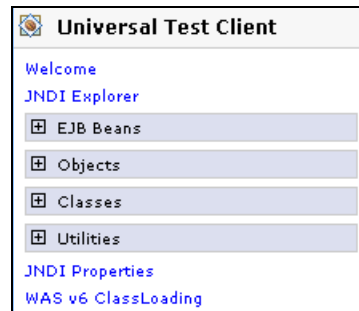 Universal Test Client
Welcome
JNDI Explorer
EJB Beans
Objects
Classes
Utilities
JNDI Properties
WAS v6 ClassLoading